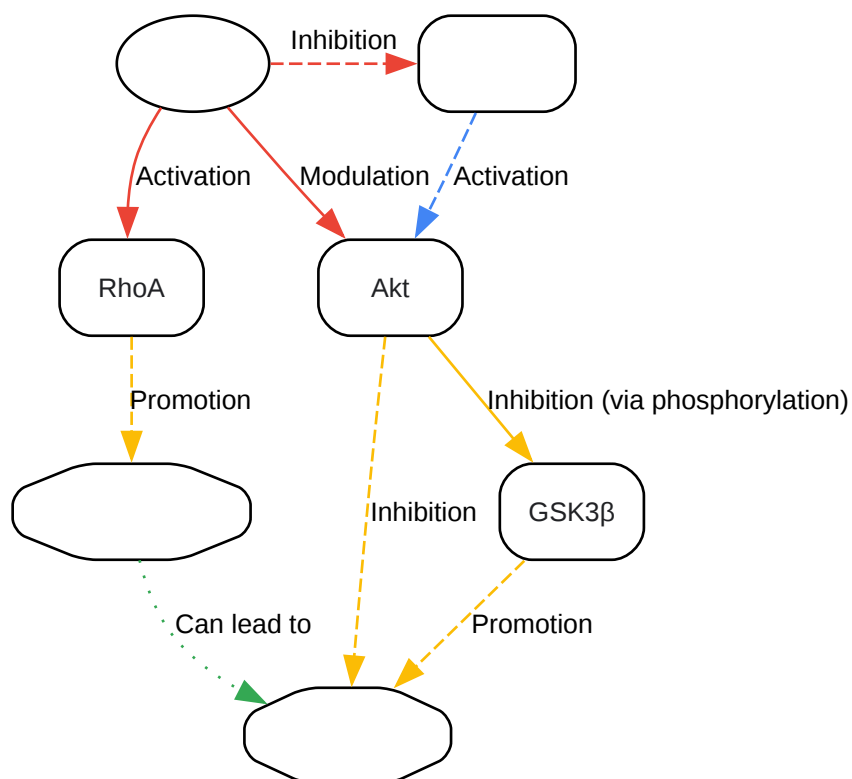 Inhibition
Activation
Modulation
Activation
RhoA
Akt
Promotion
Inhibition (via phosphorylation)
Inhibition
GSK3β
Can lead to
Promotion